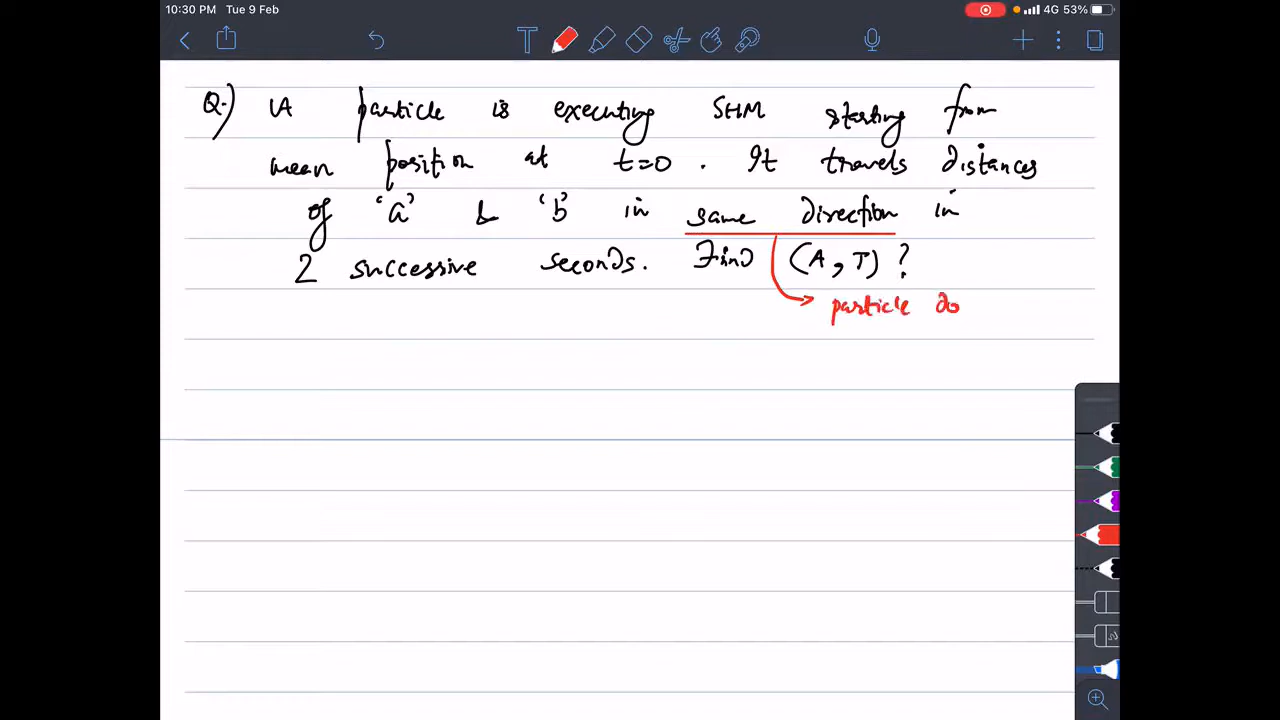 10:30 PM Tue 9 Feb
4G 53%
Q.) A particle is executing SHM starting from
mean position at t=0 . It travels distances
of 'a' & 'b' in same direction in
2 successive seconds. Find (A, T) ?
particle do